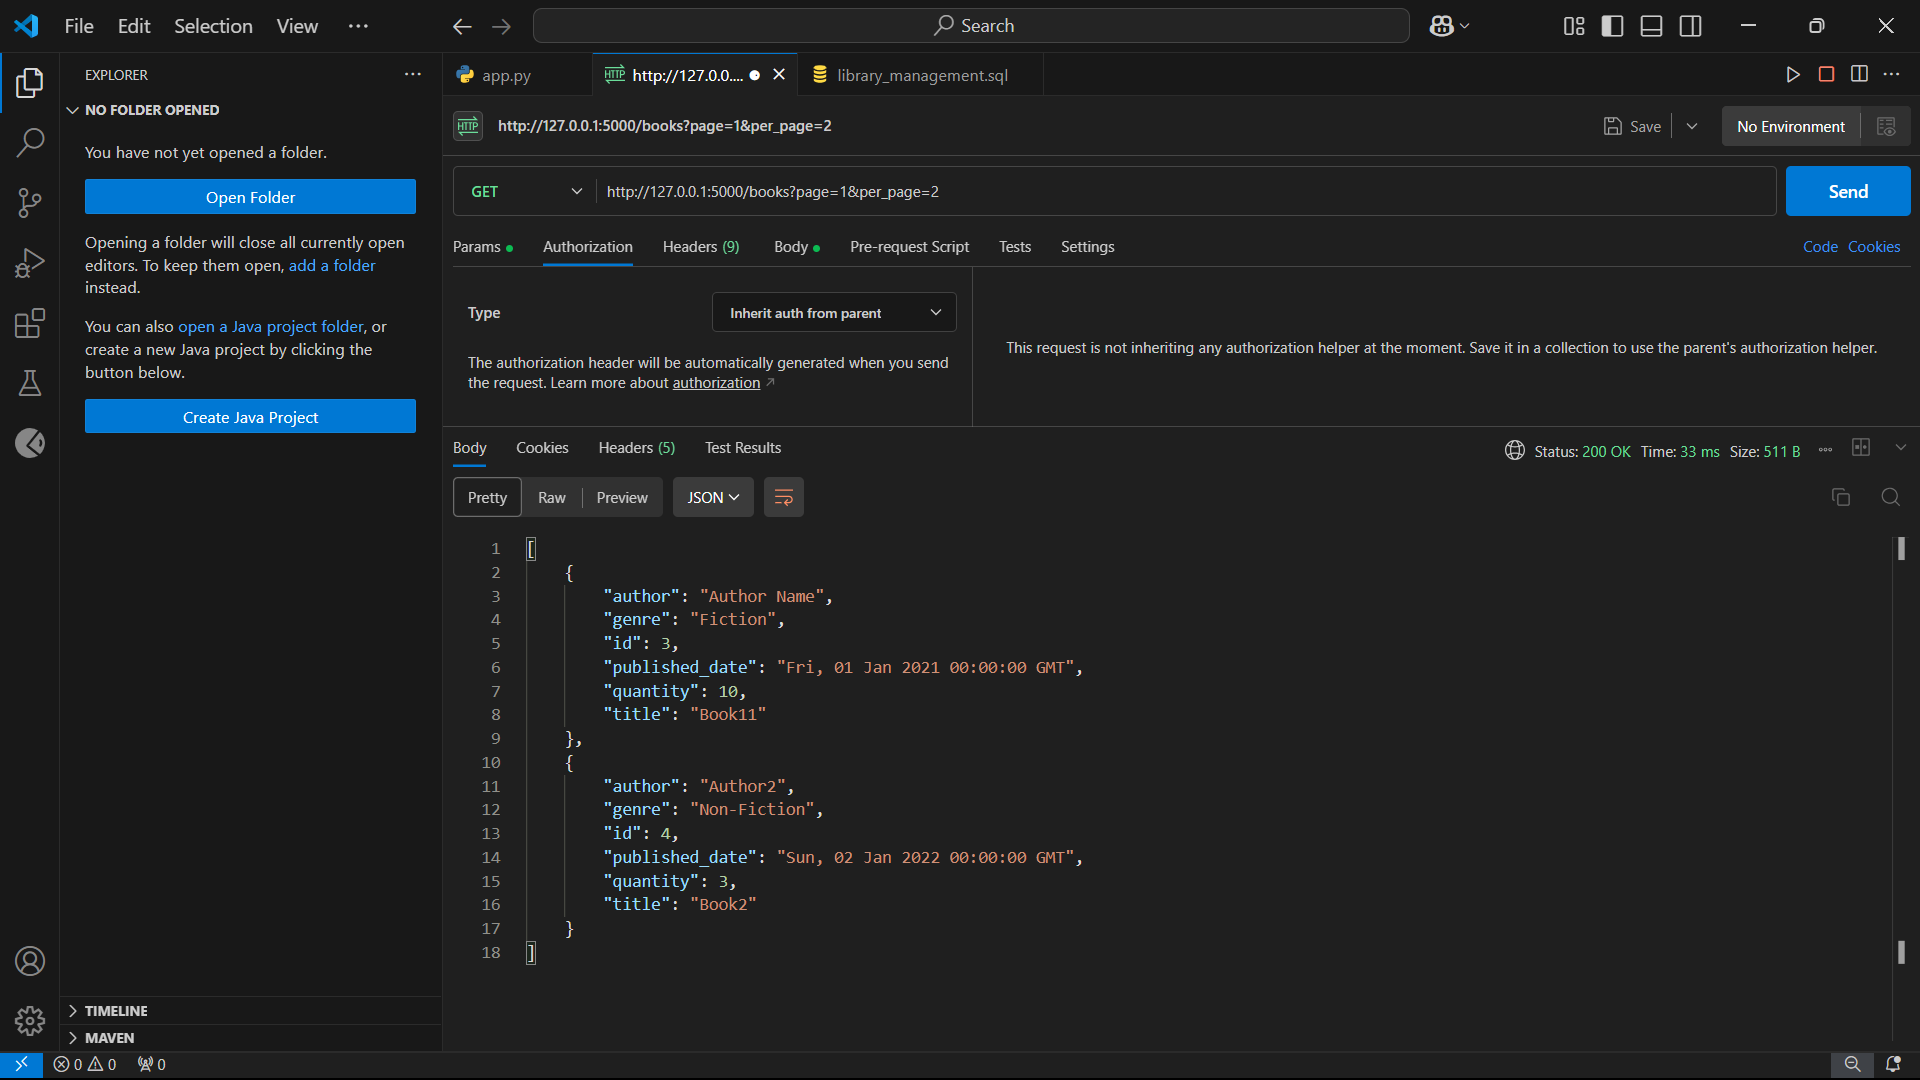 File Edit Selection View ···
Search
EXPLORER ···
NO FOLDER OPENED
You have not yet opened a folder.
Open Folder
Opening a folder will close all currently open
editors. To keep them open, add a folder
instead.
You can also open a Java project folder, or
create a new Java project by clicking the
button below.
Create Java Project
TIMELINE
MAVEN
app.py
HTTP http://127.0.0....
library_management.sql
HTTP http://127.0.0.1:5000/books?page=1&per_page=2
Save
No Environment
GET http://127.0.0.1:5000/books?page=1&per_page=2
Send
Params Authorization Headers (9) Body Pre-request Script Tests Settings
Code Cookies
Type Inherit auth from parent
The authorization header will be automatically generated when you send
the request. Learn more about authorization ↗
This request is not inheriting any authorization helper at the moment. Save it in a collection to use the parent's authorization helper.
Body Cookies Headers (5) Test Results
Status: 200 OK Time: 33 ms Size: 511 B
Pretty Raw Preview JSON
1 [
2 {
3 "author": "Author Name",
4 "genre": "Fiction",
5 "id": 3,
6 "published_date": "Fri, 01 Jan 2021 00:00:00 GMT",
7 "quantity": 10,
8 "title": "Book11"
9 },
10 {
11 "author": "Author2",
12 "genre": "Non-Fiction",
13 "id": 4,
14 "published_date": "Sun, 02 Jan 2022 00:00:00 GMT",
15 "quantity": 3,
16 "title": "Book2"
17 }
18 ]
0 0 0